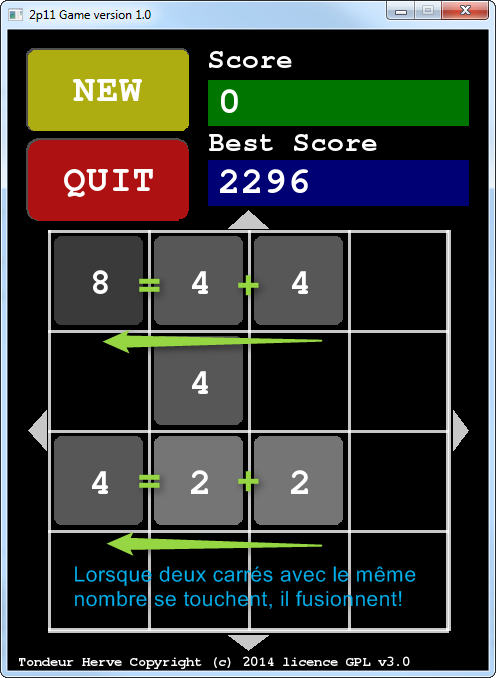 2p11 Game version 1.0
NEW
Score
0
QUIT
Best Score
2296
8 = 4 + 4
4
4 = 2 + 2
Lorsque deux carrés avec le même
nombre se touchent, il fusionnent!
Tondeur Herve Copyright (c) 2014 licence GPL v3.0